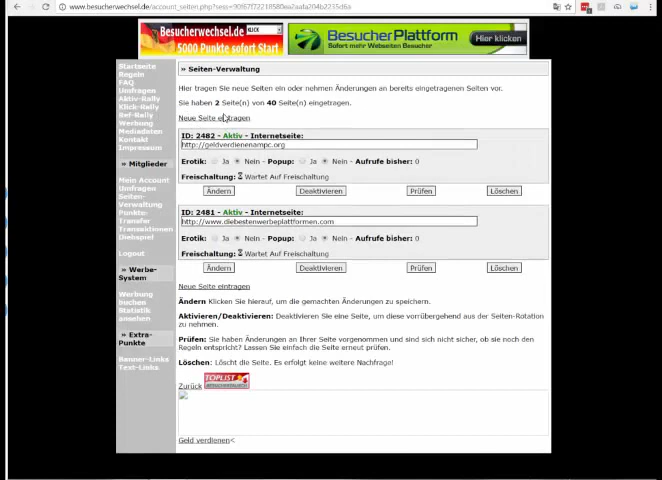 www.besucherwechsel.de/account_seiten.php?sess=90f67f7221ff580ea2aafa204b2215d6a
Besucherwechsel.de KLICK
5000 Punkte sofort Start
BesucherPlattform
Sofort mehr Webseiten Besucher
Hier klicken
Startseite
Regeln
FAQ
Umfragen
Aktiv-Rally
Klick-Rally
Ref-Rally
Werbung
Mediadaten
Kontakt
Impressum
» Mitglieder
Mein Account
Umfragen
Seiten-
Verwaltung
Punkte-
Transfer
Transaktionen
Diebspiel
Logout
» Werbe-
System
Werbung
buchen
Statistik
ansehen
» Extra-
Punkte
Banner-Links
Text-Links
» Seiten-Verwaltung
Hier tragen Sie neue Seiten ein oder nehmen Änderungen an bereits eingetragenen Seiten vor.
Sie haben 2 Seite(n) von 40 Seite(n) eingetragen.
Neue Seite eintragen
ID: 2482 - Aktiv - Internetseite:
http://geldverdienenampc.org
Erotik: Ja Nein - Popup: Ja Nein - Aufrufe bisher: 0
Freischaltung: Wartet Auf Freischaltung
Ändern Deaktivieren Prüfen Löschen
ID: 2481 - Aktiv - Internetseite:
http://www.diebestenwerbeplattformen.com
Erotik: Ja Nein - Popup: Ja Nein - Aufrufe bisher: 0
Freischaltung: Wartet Auf Freischaltung
Ändern Deaktivieren Prüfen Löschen
Neue Seite eintragen
Ändern Klicken Sie hierauf, um die gemachten Änderungen zu speichern.
Aktivieren/Deaktivieren: Deaktivieren Sie eine Seite, um diese vorrübergehend aus der Seiten-Rotation
zu nehmen.
Prüfen: Sie haben Änderungen an Ihrer Seite vorgenommen und sind sich nicht sicher, ob sie noch den
Regeln entspricht? Lassen Sie einfach die Seite erneut prüfen.
Löschen: Löscht die Seite. Es erfolgt keine weitere Nachfrage!
Zurück TOPLIST
Geld verdienen<